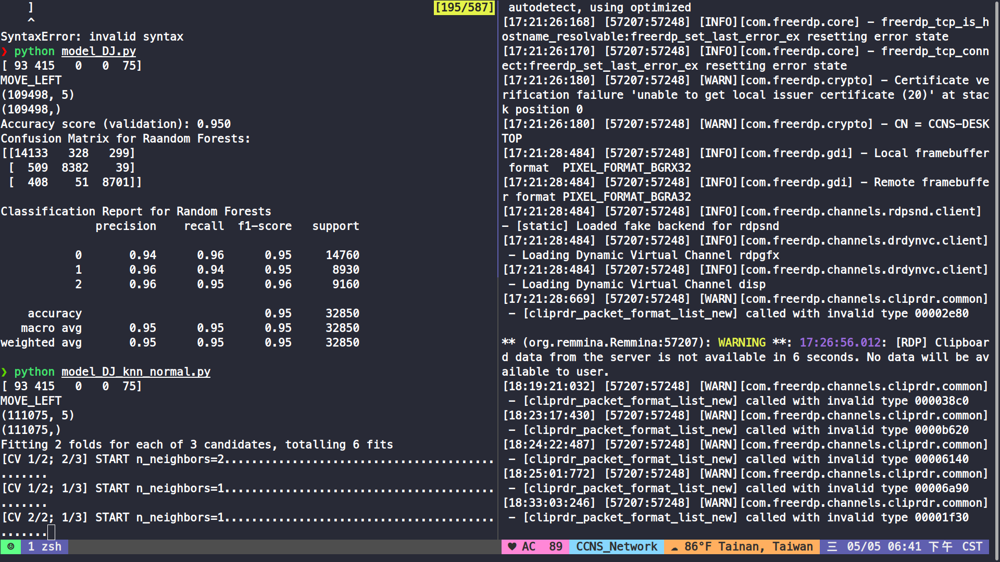 ]
    ^
SyntaxError: invalid syntax
❯ python model_DJ.py
[ 93 415   0   0  75]
MOVE_LEFT
(109498, 5)
(109498,)
Accuracy score (validation): 0.950
Confusion Matrix for Raandom Forests:
[[14133   328   299]
 [  509  8382    39]
 [  408    51  8701]]
Classification Report for Random Forests
              precision    recall  f1-score   support
           0       0.94      0.96      0.95     14760
           1       0.96      0.94      0.95      8930
           2       0.96      0.95      0.96      9160
    accuracy                           0.95     32850
   macro avg       0.95      0.95      0.95     32850
weighted avg       0.95      0.95      0.95     32850
❯ python model_DJ_knn_normal.py
[ 93 415   0   0  75]
MOVE_LEFT
(111075, 5)
(111075,)
Fitting 2 folds for each of 3 candidates, totalling 6 fits
[CV 1/2; 2/3] START n_neighbors=2........................................
.......
[CV 1/2; 1/3] START n_neighbors=1........................................
.......
[CV 2/2; 1/3] START n_neighbors=1........................................
.......
[195/587]
 autodetect, using optimized
[17:21:26:168] [57207:57248] [INFO][com.freerdp.core] - freerdp_tcp_is_h
ostname_resolvable:freerdp_set_last_error_ex resetting error state
[17:21:26:170] [57207:57248] [INFO][com.freerdp.core] - freerdp_tcp_conn
ect:freerdp_set_last_error_ex resetting error state
[17:21:26:180] [57207:57248] [WARN][com.freerdp.crypto] - Certificate ve
rification failure 'unable to get local issuer certificate (20)' at stac
k position 0
[17:21:26:180] [57207:57248] [WARN][com.freerdp.crypto] - CN = CCNS-DESK
TOP
[17:21:28:484] [57207:57248] [INFO][com.freerdp.gdi] - Local framebuffer
 format  PIXEL_FORMAT_BGRX32
[17:21:28:484] [57207:57248] [INFO][com.freerdp.gdi] - Remote framebuffe
r format PIXEL_FORMAT_BGRA32
[17:21:28:484] [57207:57248] [INFO][com.freerdp.channels.rdpsnd.client]
- [static] Loaded fake backend for rdpsnd
[17:21:28:484] [57207:57248] [INFO][com.freerdp.channels.drdynvc.client]
 - Loading Dynamic Virtual Channel rdpgfx
[17:21:28:484] [57207:57248] [INFO][com.freerdp.channels.drdynvc.client]
 - Loading Dynamic Virtual Channel disp
[17:21:28:669] [57207:57248] [WARN][com.freerdp.channels.cliprdr.common]
 - [cliprdr_packet_format_list_new] called with invalid type 00002e80
** (org.remmina.Remmina:57207): WARNING **: 17:26:56.012: [RDP] Clipboar
d data from the server is not available in 6 seconds. No data will be av
ailable to user.
[18:19:21:032] [57207:57248] [WARN][com.freerdp.channels.cliprdr.common]
 - [cliprdr_packet_format_list_new] called with invalid type 000038c0
[18:23:17:430] [57207:57248] [WARN][com.freerdp.channels.cliprdr.common]
 - [cliprdr_packet_format_list_new] called with invalid type 0000b620
[18:24:22:487] [57207:57248] [WARN][com.freerdp.channels.cliprdr.common]
 - [cliprdr_packet_format_list_new] called with invalid type 00006140
[18:25:01:772] [57207:57248] [WARN][com.freerdp.channels.cliprdr.common]
 - [cliprdr_packet_format_list_new] called with invalid type 00006a90
[18:33:03:246] [57207:57248] [WARN][com.freerdp.channels.cliprdr.common]
 - [cliprdr_packet_format_list_new] called with invalid type 00001f30
☺ 1 zsh ♥ AC  89 CCNS_Network ☁ 86°F Tainan, Taiwan 三 05/05 06:41 下午 CST